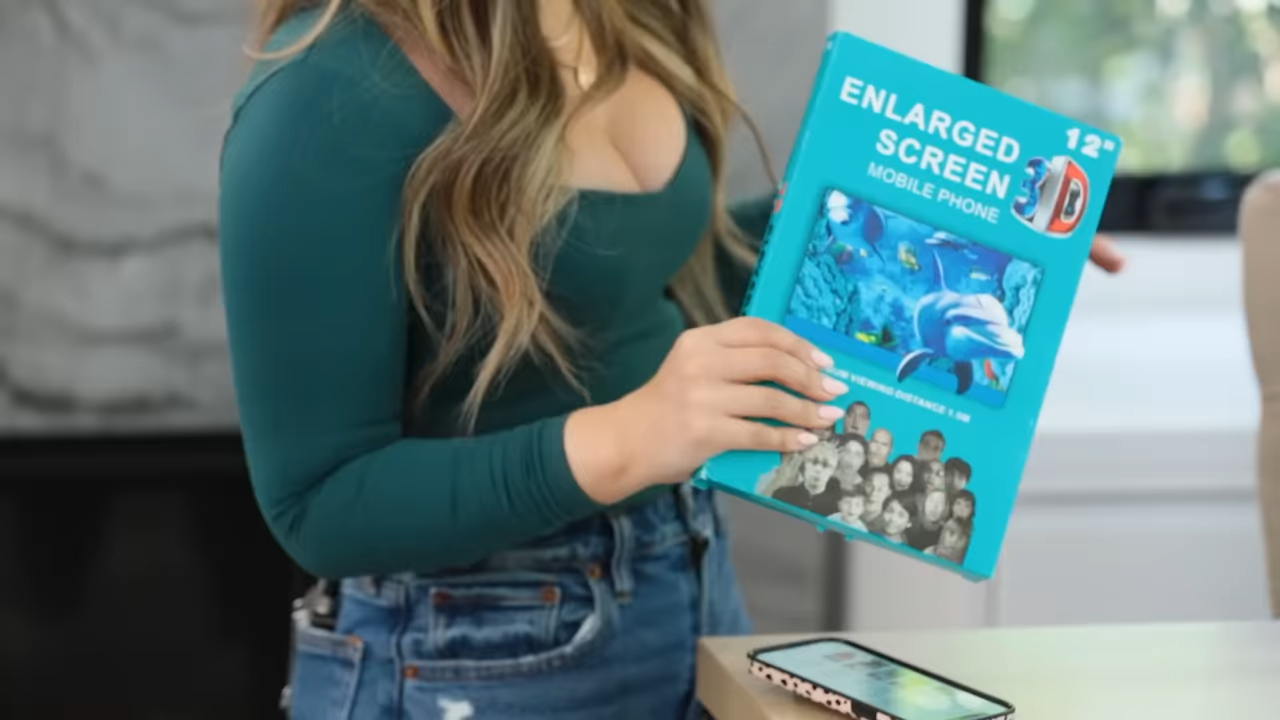 ENLARGED
12"
SCREEN
3D
MOBILE PHONE
VIEWING DISTANCE 1.0M